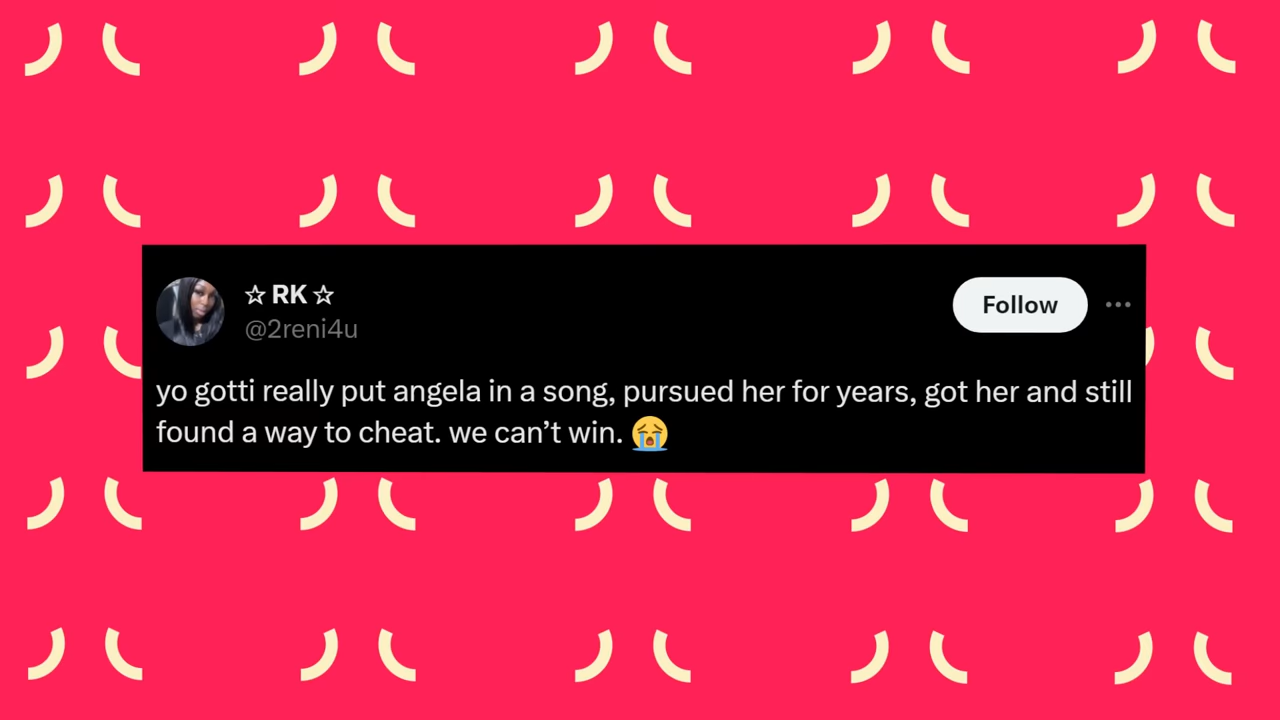 ☆ RK ☆
@2reni4u
Follow
yo gotti really put angela in a song, pursued her for years, got her and still
found a way to cheat. we can’t win. 😭